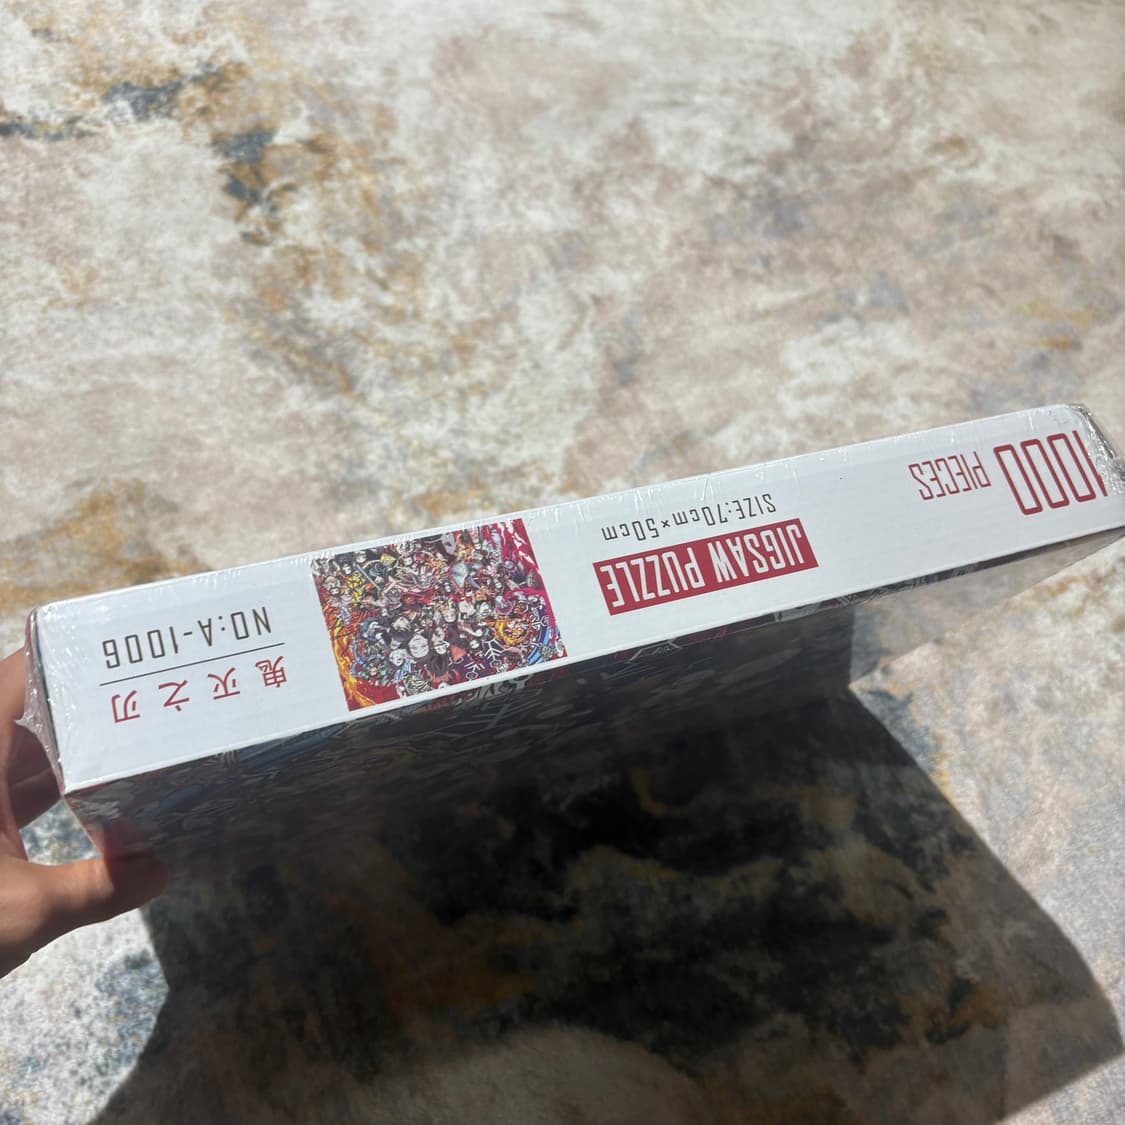 1000
PIECES
SIZE:70cm×50cm
JIGSAW PUZZLE
NO:A-1006
鬼灭之刃